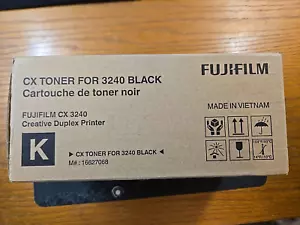 CX TONER FOR 3240 BLACK
Cartouche de toner noir
FUJIFILM
FUJIFILM CX 3240
Creative Duplex Printer
MADE IN VIETNAM
K
▶ CX TONER FOR 3240 BLACK ◀
M#.: 16627068